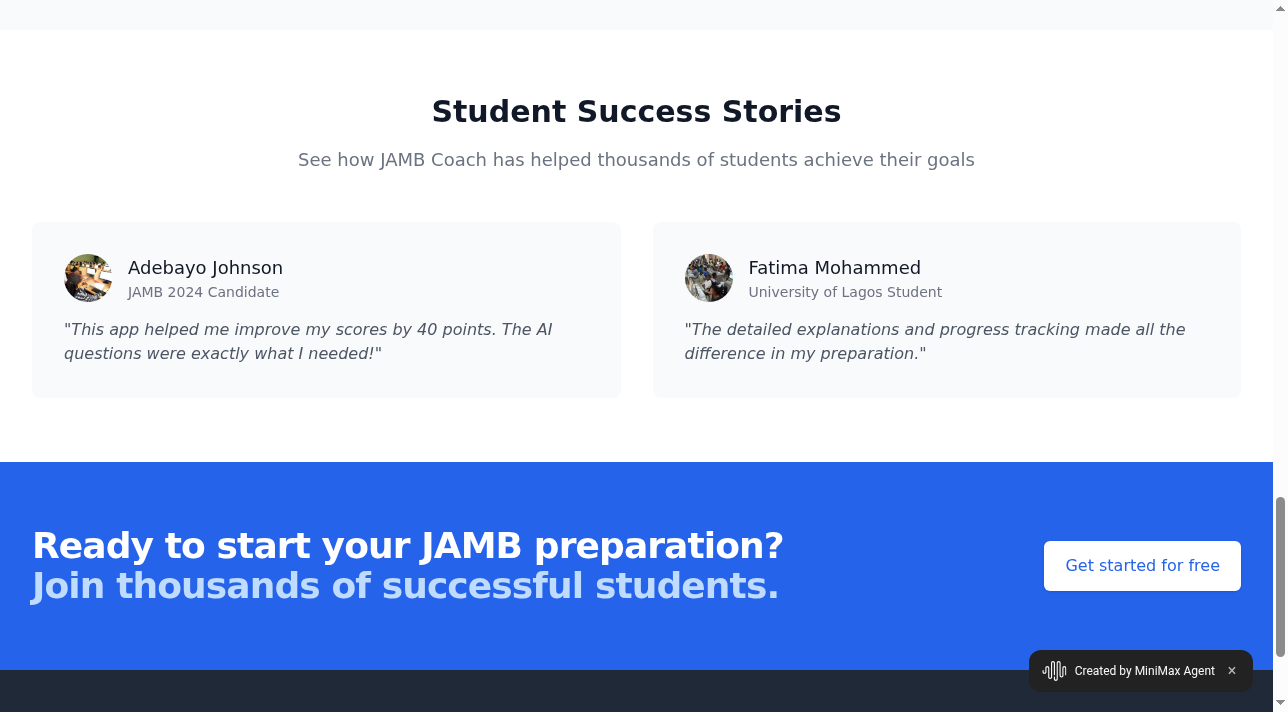 Student Success Stories
See how JAMB Coach has helped thousands of students achieve their goals
Adebayo Johnson
JAMB 2024 Candidate
"This app helped me improve my scores by 40 points. The AI
questions were exactly what I needed!"
Fatima Mohammed
University of Lagos Student
"The detailed explanations and progress tracking made all the
difference in my preparation."
Ready to start your JAMB preparation?
Join thousands of successful students.
Get started for free
Created by MiniMax Agent ×